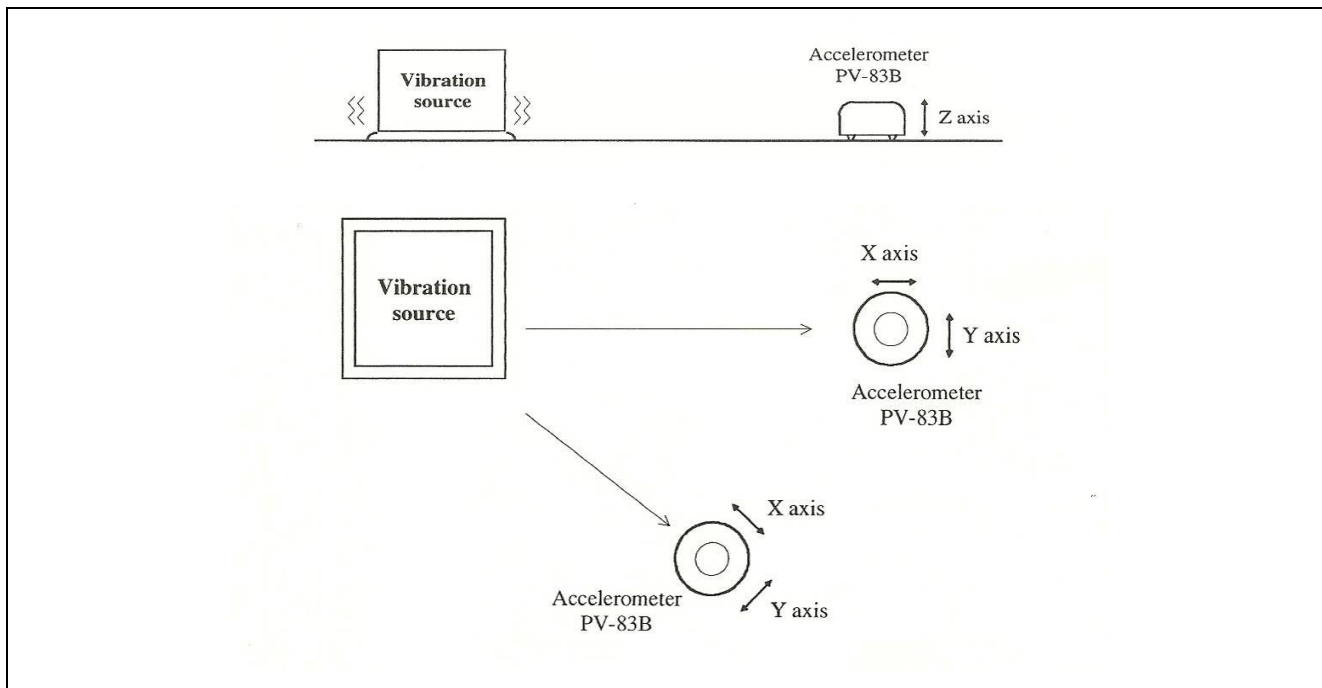 Accelerometer
PV-83B
Vibration
source
Z axis
Vibration
source
X axis
Y axis
Accelerometer
PV-83B
X axis
Accelerometer
PV-83B
Y axis